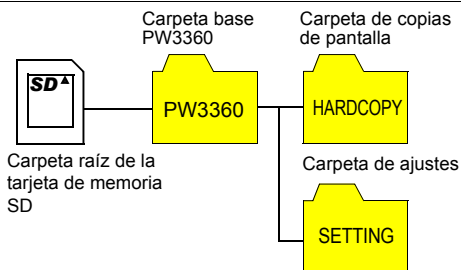 Carpeta base
PW3360
Carpeta de copias
de pantalla
SD
PW3360
HARDCOPY
Carpeta raíz de la
tarjeta de memoria
SD
Carpeta de ajustes
SETTING